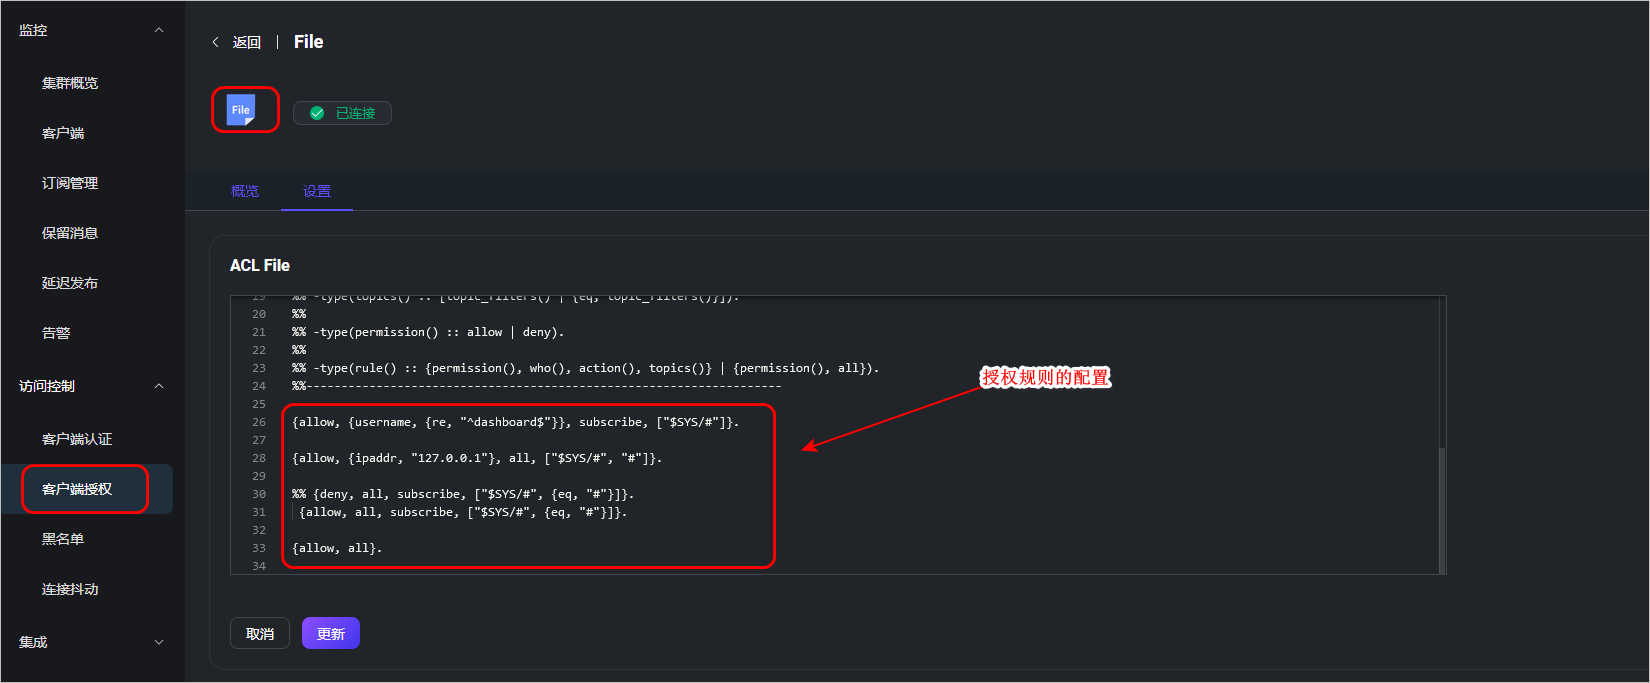 监控
集群概览
客户端
订阅管理
保留消息
延迟发布
告警
访问控制
客户端认证
客户端授权
黑名单
连接抖动
集成
返回 | File
File
已连接
概览 设置
ACL File
19 %% -type(topics() :: [topic_filters() | {eq, topic_filters()}]).
20 %%
21 %% -type(permission() :: allow | deny).
22 %%
23 %% -type(rule() :: {permission(), who(), action(), topics()} | {permission(), all}).
24 %%--------------------------------------------------------------------
25
26 {allow, {username, {re, "^dashboard$"}}, subscribe, ["$SYS/#"]}.
27
28 {allow, {ipaddr, "127.0.0.1"}, all, ["$SYS/#", "#"]}.
29
30 %% {deny, all, subscribe, ["$SYS/#", {eq, "#"}]}.
31 {allow, all, subscribe, ["$SYS/#", {eq, "#"}]}.
32
33 {allow, all}.
34
授权规则的配置
取消 更新